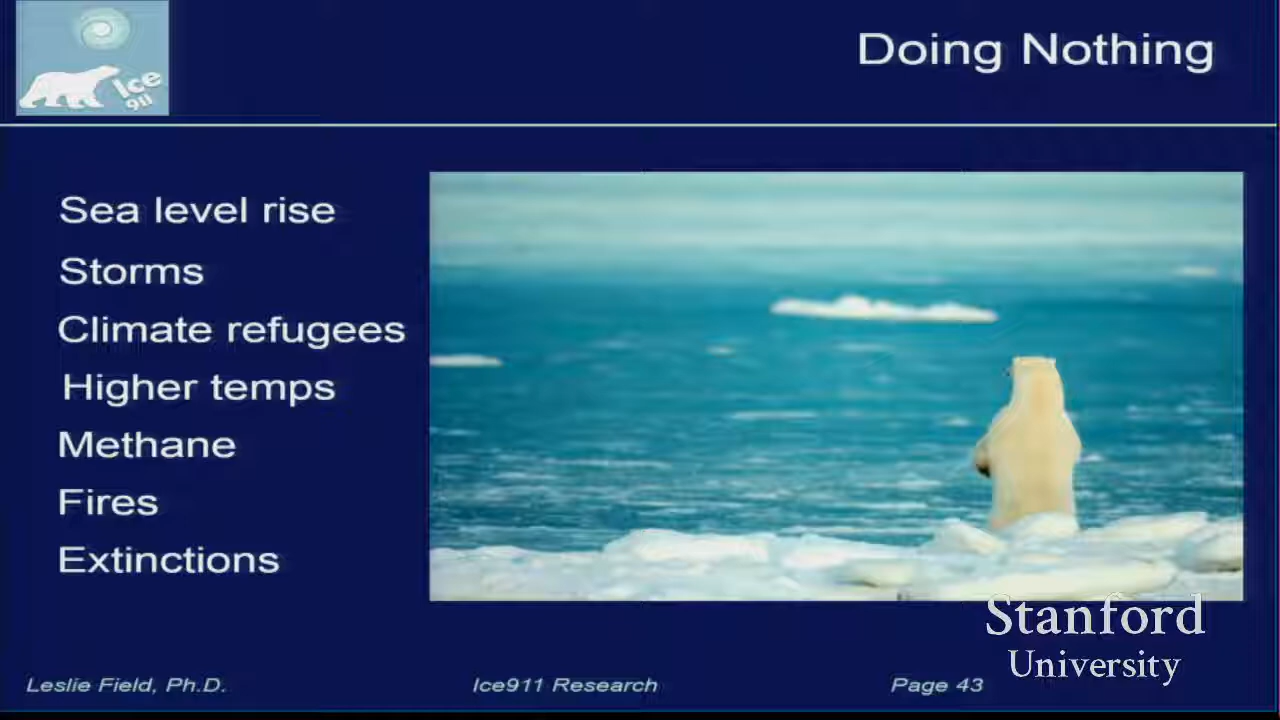 Ice
911
Doing Nothing
Sea level rise
Storms
Climate refugees
Higher temps
Methane
Fires
Extinctions
Stanford
University
Leslie Field, Ph.D.
Ice911 Research
Page 43